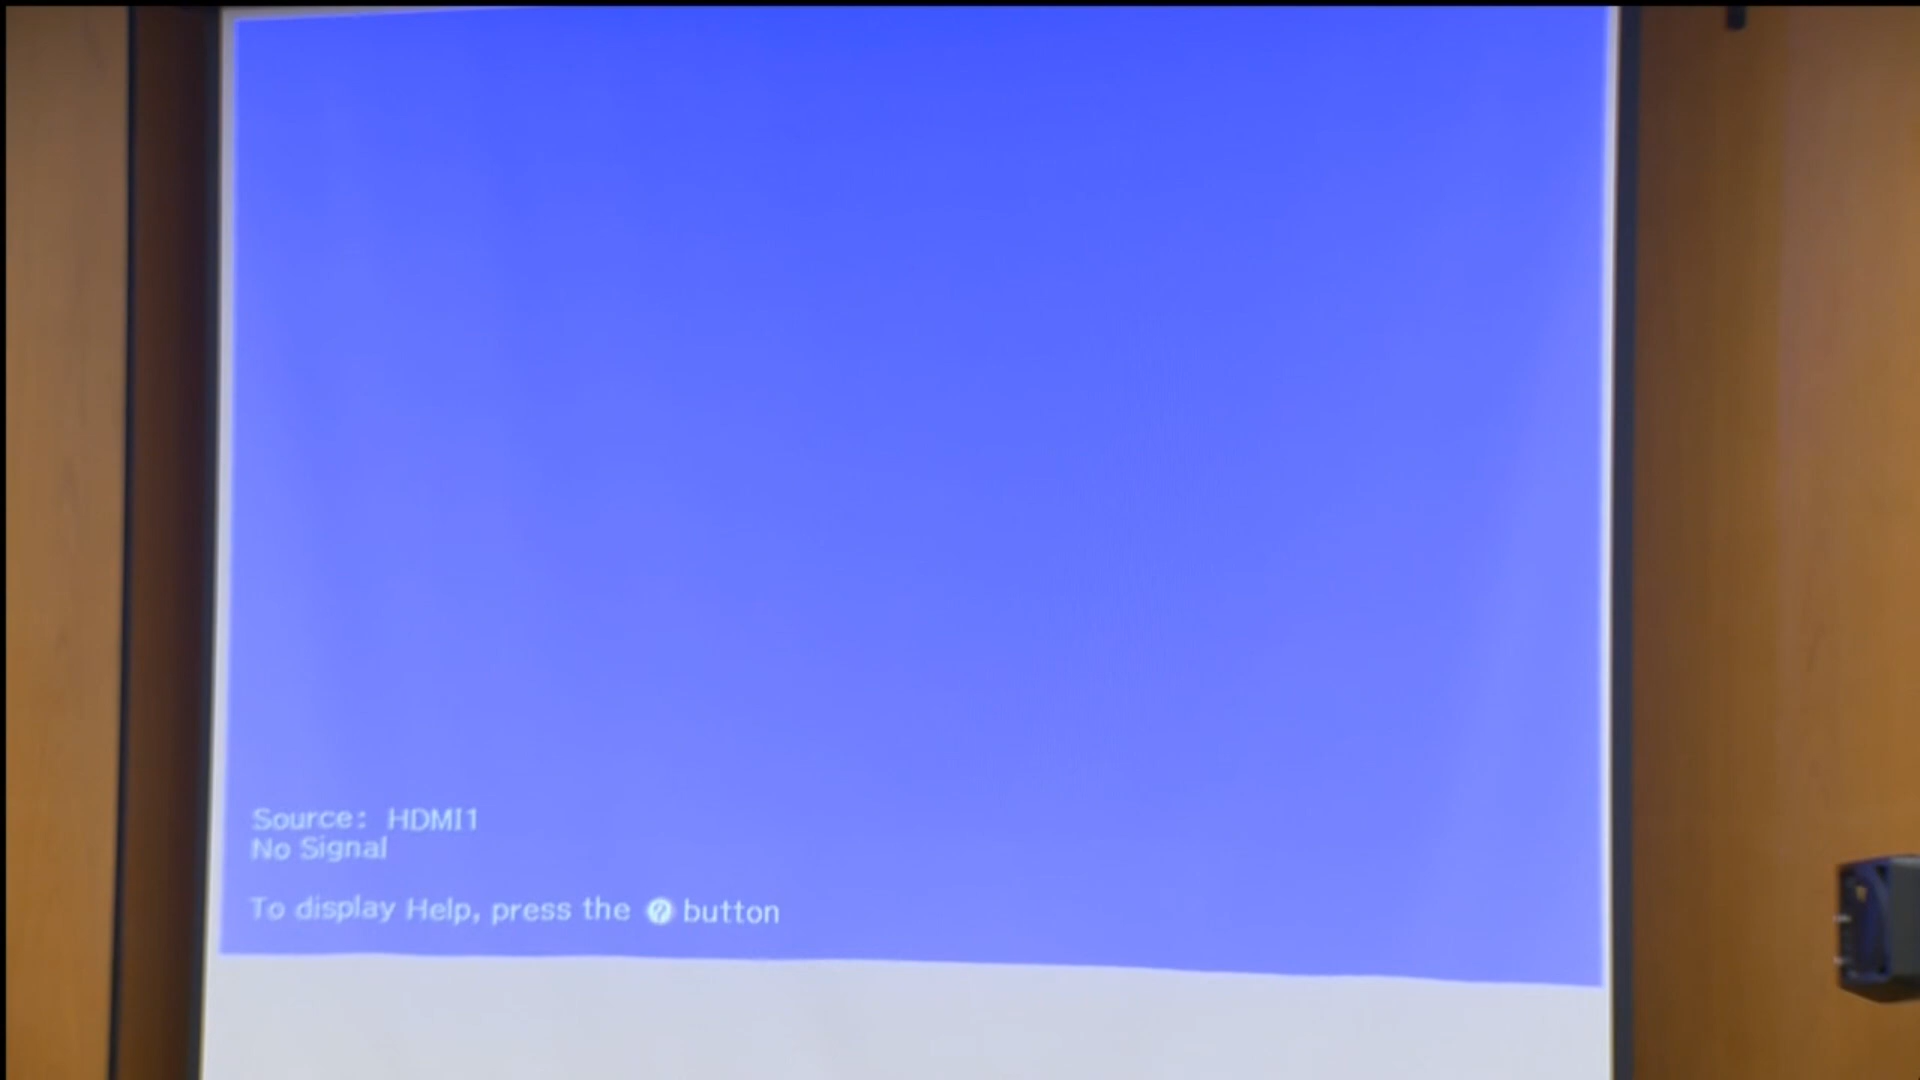 Source: HDMI1
No Signal
To display Help, press the ? button